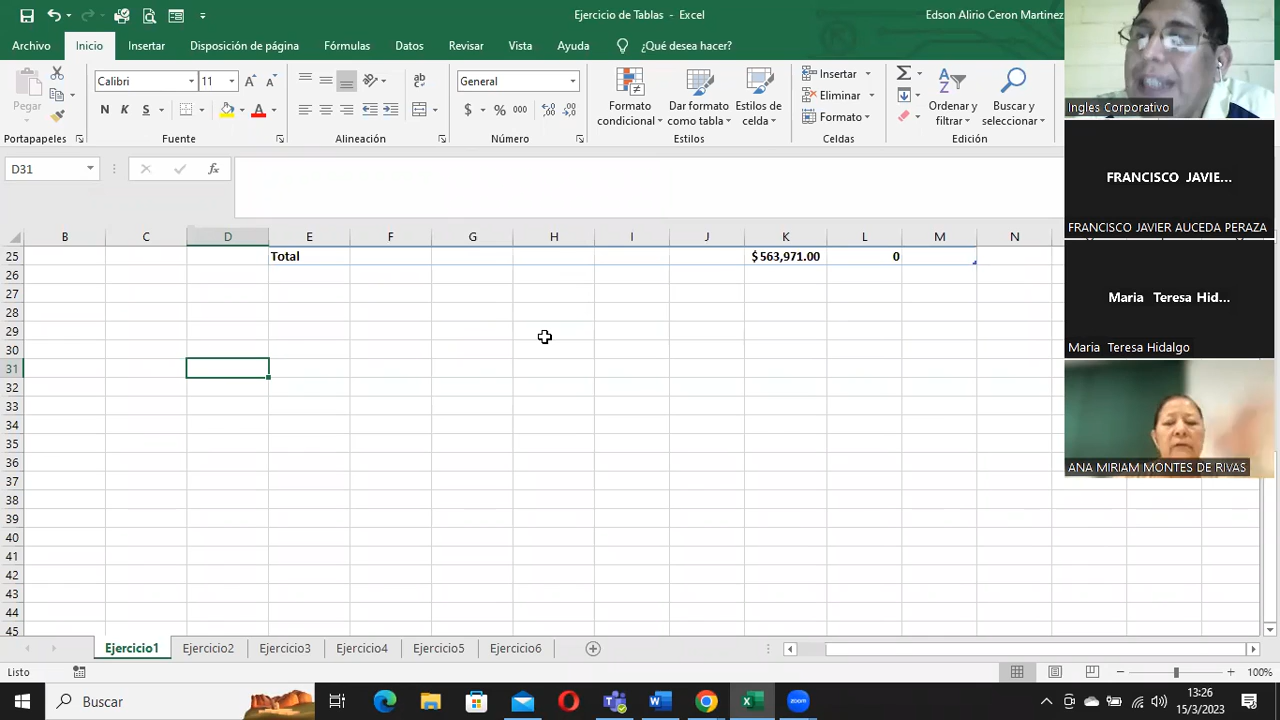 Ejercicio de Tablas - Excel
Edson Alirio Ceron Martinez
Archivo Inicio Insertar Disposición de página Fórmulas Datos Revisar Vista Ayuda ¿Qué desea hacer?
Pegar
Calibri 11
N K S
General
$ % 000
Formato condicional
Dar formato como tabla
Estilos de celda
Insertar
Eliminar
Formato
Ordenar y filtrar
Buscar y seleccionar
Portapapeles Fuente Alineación Número Estilos Celdas Edición
D31
fx
B C D E F G H I J K L M N
25 Total $ 563,971.00 0
26
27
28
29
30
31
32
33
34
35
36
37
38
39
40
41
42
43
44
45
Ejercicio1 Ejercicio2 Ejercicio3 Ejercicio4 Ejercicio5 Ejercicio6
Listo
100%
Buscar
13:26
15/3/2023
Ingles Corporativo
FRANCISCO JAVIE...
FRANCISCO JAVIER AUCEDA PERAZA
Maria Teresa Hid...
Maria Teresa Hidalgo
ANA MIRIAM MONTES DE RIVAS